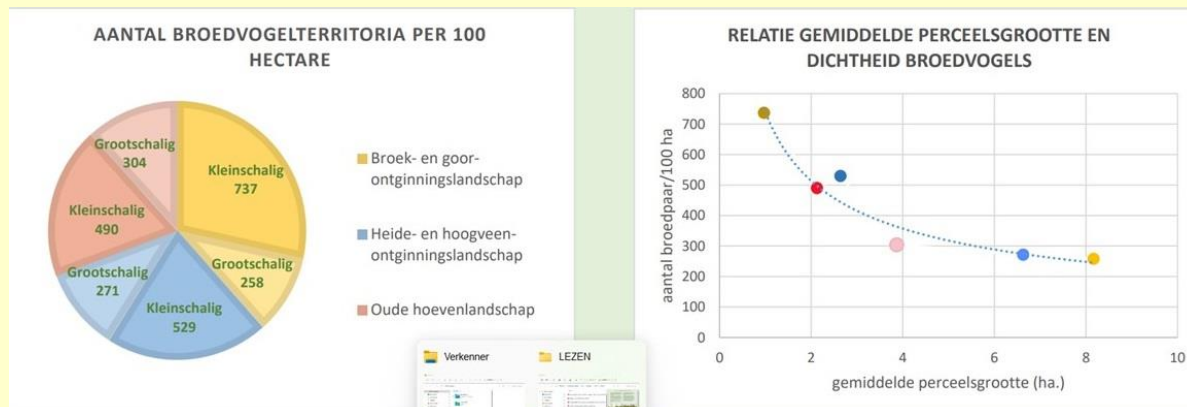 AANTAL BROEDVOGELTERRITORIA PER 100
HECTARE
Grootschalig
304
Kleinschalig
737
Kleinschalig
490
Grootschalig
258
Grootschalig
271
Kleinschalig
529
Broek- en goor-
ontginningslandschap
Heide- en hoogveen-
ontginningslandschap
Oude hoevenlandschap
Verkenner
LEZEN
RELATIE GEMIDDELDE PERCEELSGROOTTE EN
DICHTHEID BROEDVOGELS
aantal broedpaar/100 ha
800
700
600
500
400
300
200
100
0
0 2 4 6 8 10
gemiddelde perceelsgrootte (ha.)